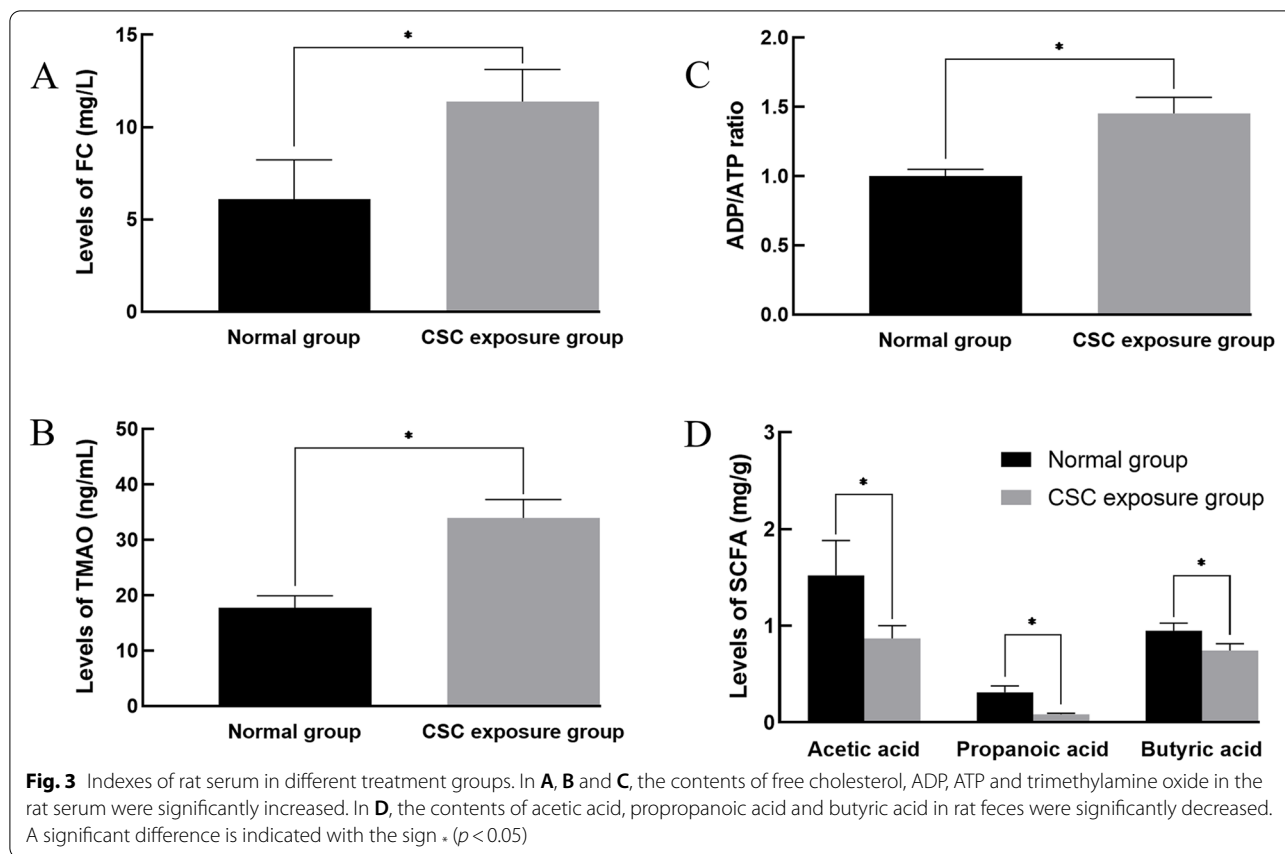 A
Levels of FC (mg/L)
15
10
5
0
*
Normal group
CSC exposure group
C
ADP/ATP ratio
2.0
1.5
1.0
0.5
0.0
*
Normal group
CSC exposure group
B
Levels of TMAO (ng/mL)
50
40
30
20
10
0
*
Normal group
CSC exposure group
D
Levels of SCFA (mg/g)
3
2
1
0
Normal group
CSC exposure group
*
*
*
Acetic acid
Propanoic acid
Butyric acid
Fig. 3 Indexes of rat serum in different treatment groups. In A, B and C, the contents of free cholesterol, ADP, ATP and trimethylamine oxide in the
rat serum were significantly increased. In D, the contents of acetic acid, propropanoic acid and butyric acid in rat feces were significantly decreased.
A significant difference is indicated with the sign * (p < 0.05)